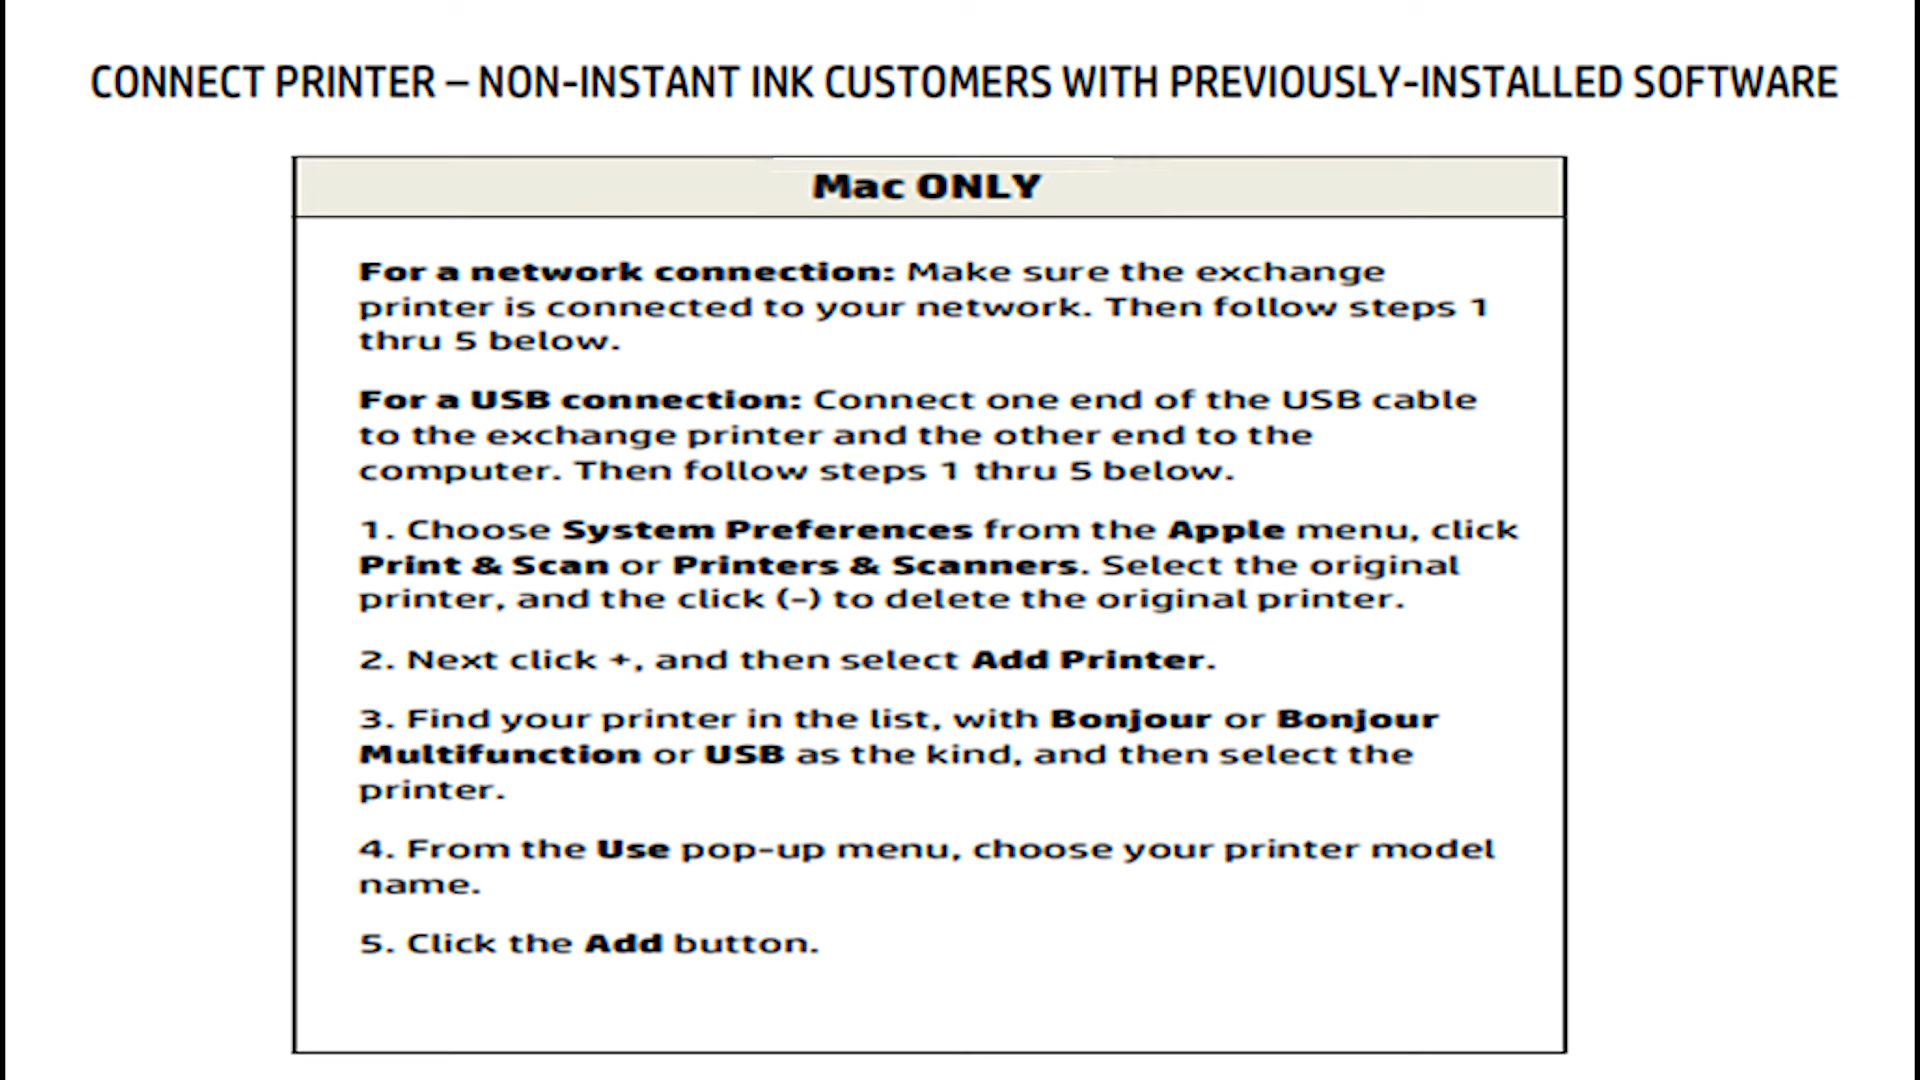 CONNECT PRINTER – NON-INSTANT INK CUSTOMERS WITH PREVIOUSLY-INSTALLED SOFTWARE
Mac ONLY
For a network connection: Make sure the exchange
printer is connected to your network. Then follow steps 1
thru 5 below.
For a USB connection: Connect one end of the USB cable
to the exchange printer and the other end to the
computer. Then follow steps 1 thru 5 below.
1. Choose System Preferences from the Apple menu, click
Print & Scan or Printers & Scanners. Select the original
printer, and the click (-) to delete the original printer.
2. Next click +, and then select Add Printer.
3. Find your printer in the list, with Bonjour or Bonjour
Multifunction or USB as the kind, and then select the
printer.
4. From the Use pop-up menu, choose your printer model
name.
5. Click the Add button.